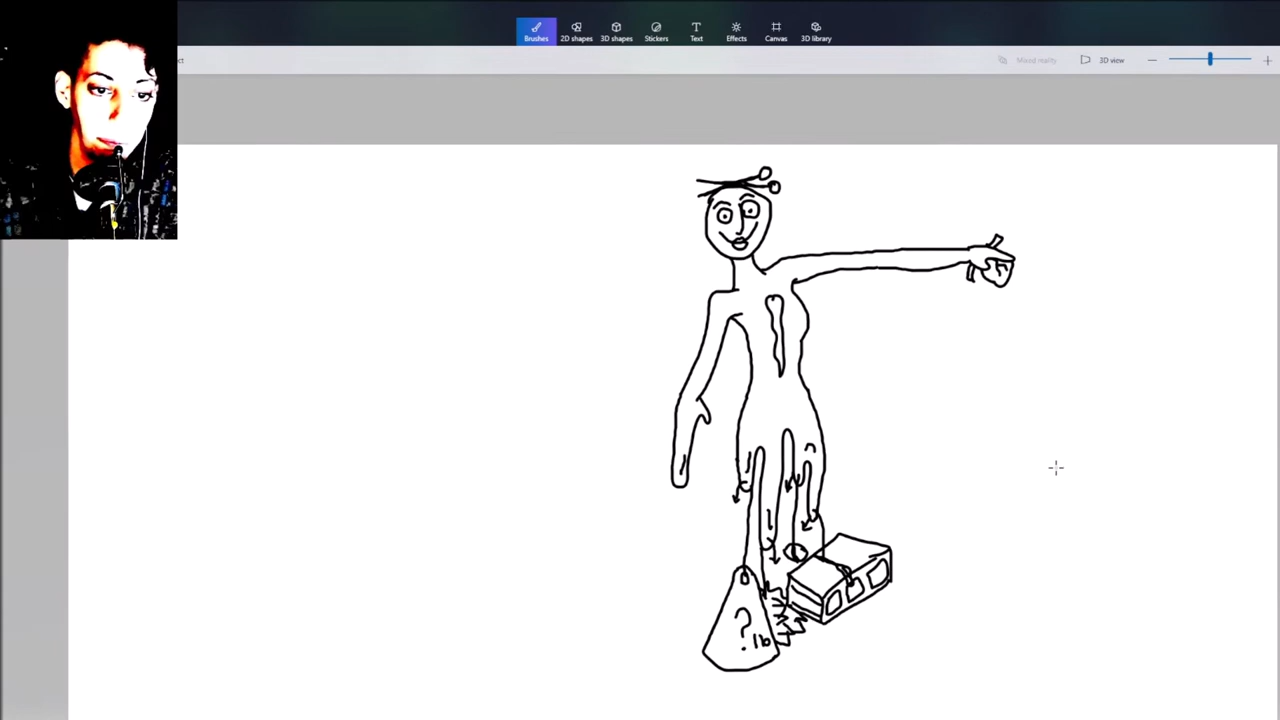 Brushes
2D shapes
3D shapes
Stickers
Text
Effects
Canvas
3D library
Mixed reality
3D view
? lb